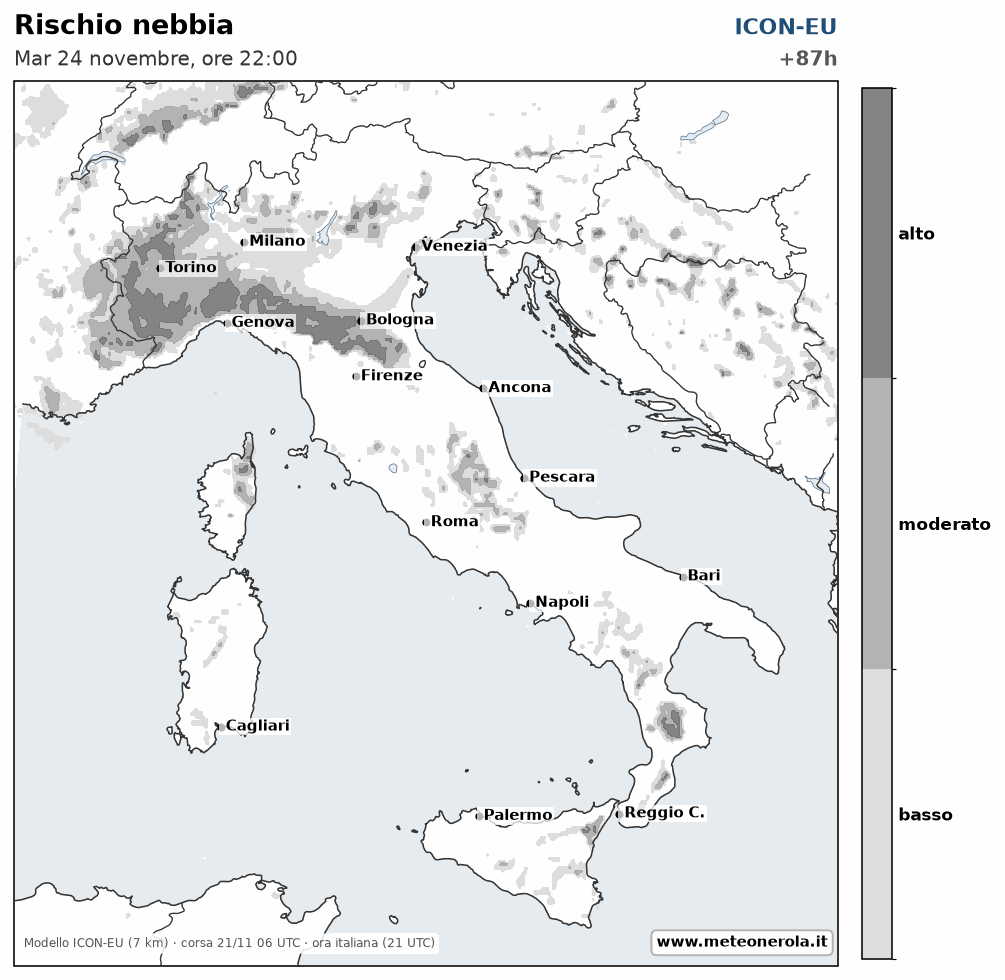 Rischio nebbia
ICON-EU
Mar 24 novembre, ore 22:00
+87h
alto
moderato
basso
Milano
Venezia
Torino
Genova
Bologna
Firenze
Ancona
Pescara
Roma
Bari
Napoli
Cagliari
Palermo
Reggio C.
Modello ICON-EU (7 km) · corsa 21/11 06 UTC · ora italiana (21 UTC)
www.meteonerola.it